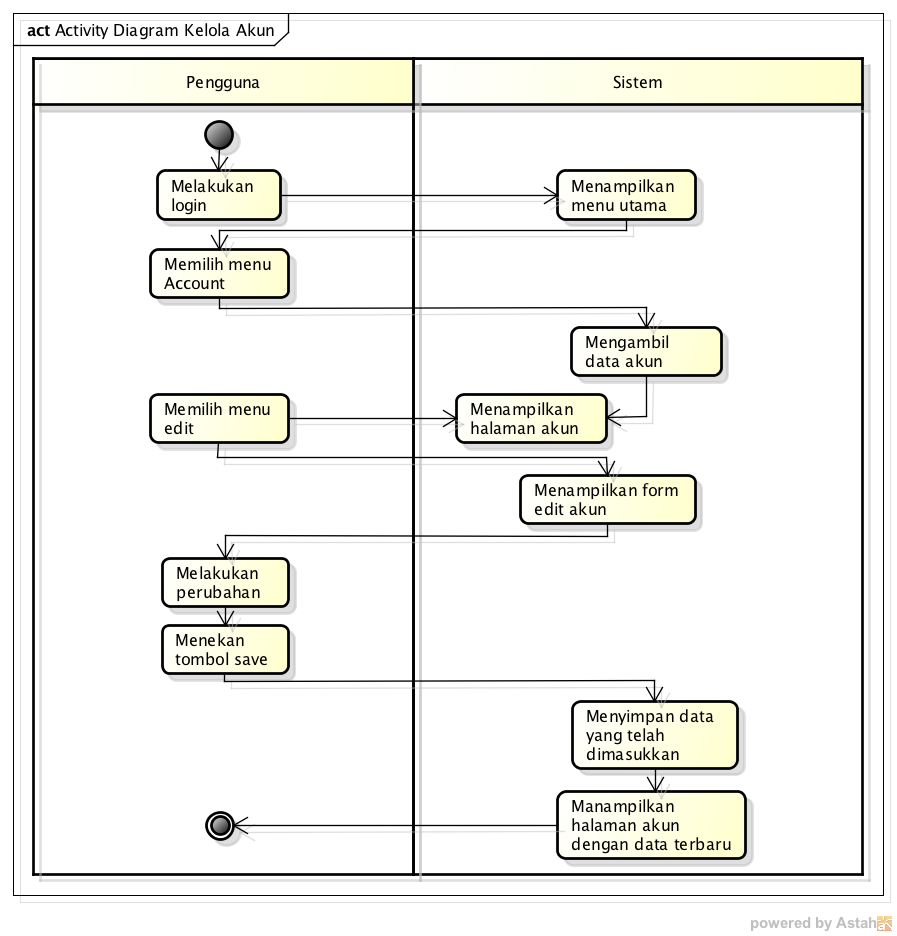 act Activity Diagram Kelola Akun
Pengguna
Sistem
Melakukan
login
Menampilkan
menu utama
Memilih menu
Account
Mengambil
data akun
Memilih menu
edit
Menampilkan
halaman akun
Menampilkan form
edit akun
Melakukan
perubahan
Menekan
tombol save
Menyimpan data
yang telah
dimasukkan
Manampilkan
halaman akun
dengan data terbaru
powered by Astah